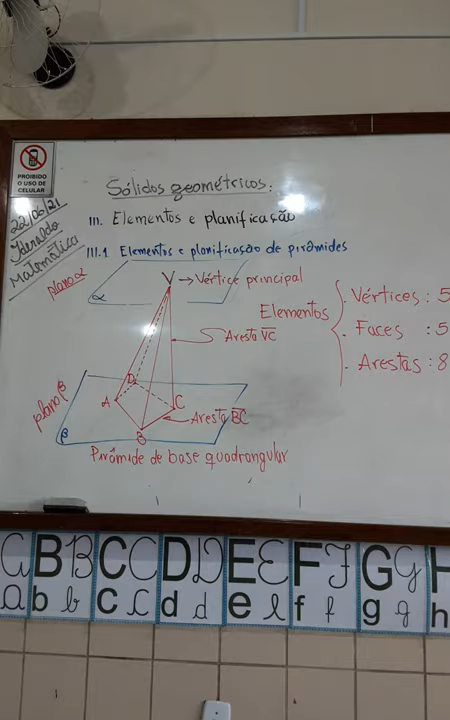 PROIBIDO
O USO DE
CELULAR
22/06/21
Matemática
Sólidos geométricos:
III. Elementos e planificação
III.1 Elementos e planificação de pirâmides
plano α
α
V → Vértice principal
Elementos
. Vértices : 5
. Faces : 5
. Arestas : 8
Aresta VC
D
A
C
B
Aresta BC
plano β
β
Pirâmide de base quadrangular
B B C C D D E E F F G G H
a b b c c d d e e f f g g h